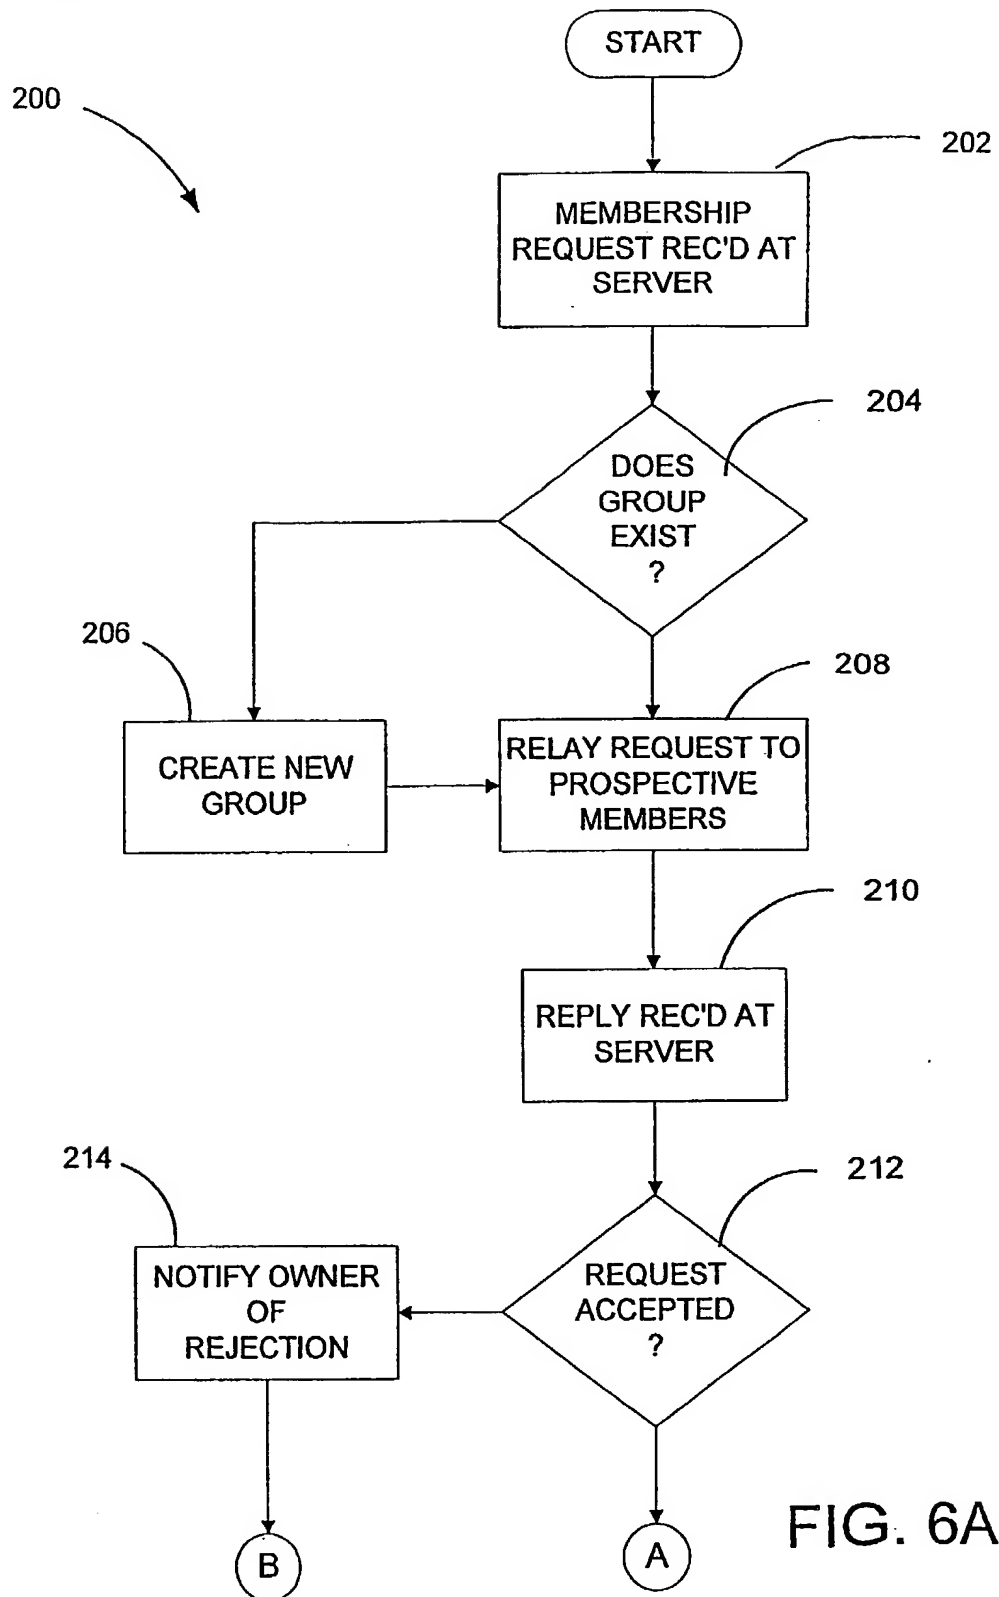 START
200
202
MEMBERSHIP
REQUEST REC'D AT
SERVER
204
DOES
GROUP
EXIST
?
206
208
CREATE NEW
GROUP
RELAY REQUEST TO
PROSPECTIVE
MEMBERS
210
REPLY REC'D AT
SERVER
214
212
NOTIFY OWNER
OF
REJECTION
REQUEST
ACCEPTED
?
B
A
FIG. 6A